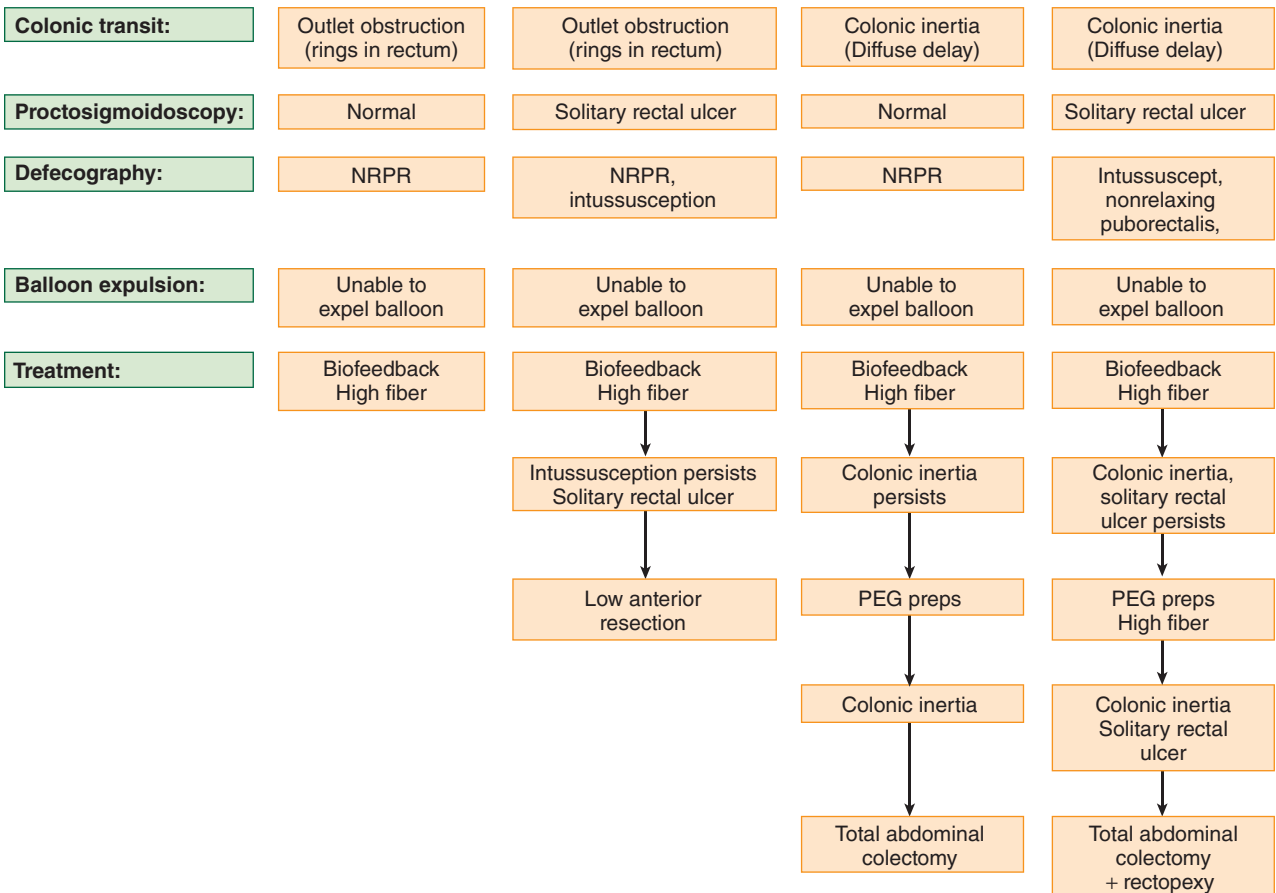 Colonic transit:
Outlet obstruction
(rings in rectum)
Outlet obstruction
(rings in rectum)
Colonic inertia
(Diffuse delay)
Colonic inertia
(Diffuse delay)
Proctosigmoidoscopy:
Normal
Solitary rectal ulcer
Normal
Solitary rectal ulcer
Defecography:
NRPR
NRPR,
intussusception
NRPR
Intussuscept,
nonrelaxing
puborectalis,
Balloon expulsion:
Unable to
expel balloon
Unable to
expel balloon
Unable to
expel balloon
Unable to
expel balloon
Treatment:
Biofeedback
High fiber
Biofeedback
High fiber
Biofeedback
High fiber
Biofeedback
High fiber
Intussusception persists
Solitary rectal ulcer
Colonic inertia
persists
Colonic inertia,
solitary rectal
ulcer persists
Low anterior
resection
PEG preps
PEG preps
High fiber
Colonic inertia
Colonic inertia
Solitary rectal
ulcer
Total abdominal
colectomy
Total abdominal
colectomy
+ rectopexy